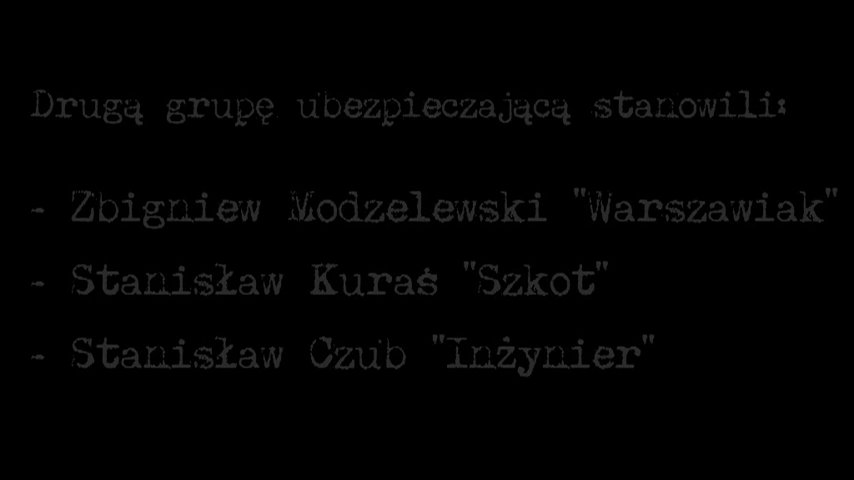 Drugą grupę ubezpieczającą stanowili:
- Zbigniew Modzelewski "Warszawiak"
- Stanisław Kuraś "Szkot"
- Stanisław Czub "Inżynier"